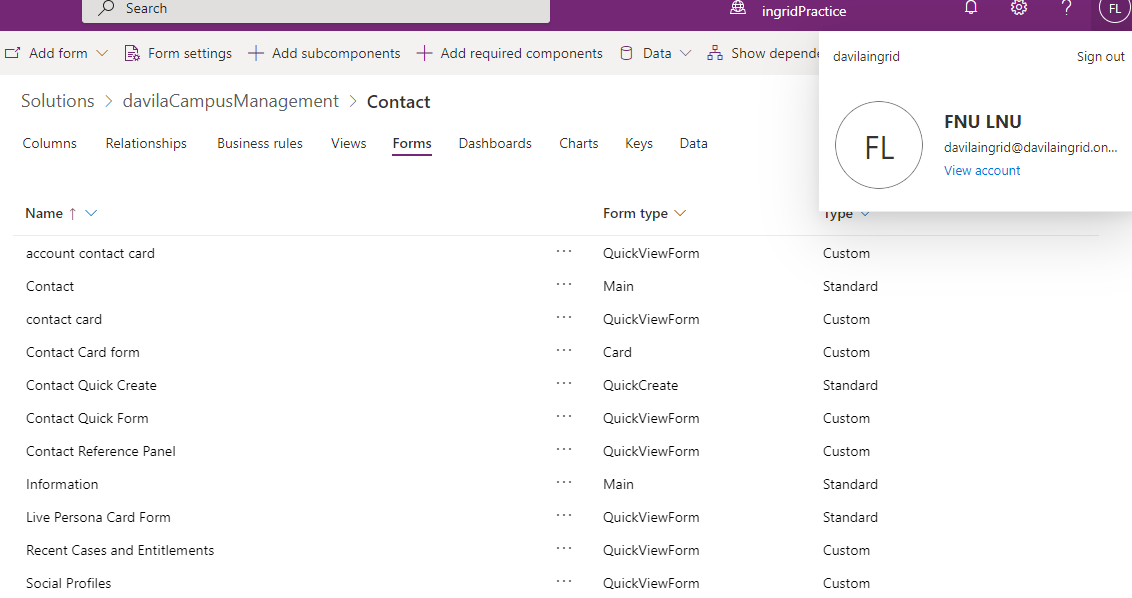 Search
ingridPractice
FL
Add form
Form settings
Add subcomponents
Add required components
Data
Show depende
davilaingrid
Sign out
FL
FNU LNU
davilaingrid@davilaingrid.on...
View account
Solutions > davilaCampusManagement > Contact
Columns Relationships Business rules Views Forms Dashboards Charts Keys Data
Name ↑ Form type Type
account contact card ··· QuickViewForm Custom
Contact ··· Main Standard
contact card ··· QuickViewForm Custom
Contact Card form ··· Card Custom
Contact Quick Create ··· QuickCreate Standard
Contact Quick Form ··· QuickViewForm Custom
Contact Reference Panel ··· QuickViewForm Custom
Information ··· Main Standard
Live Persona Card Form ··· QuickViewForm Standard
Recent Cases and Entitlements ··· QuickViewForm Custom
Social Profiles ··· QuickViewForm Custom